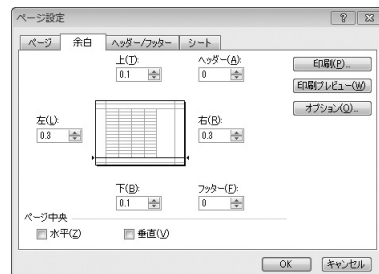 ページ設定
ページ 余白 ヘッダー/フッター シート
上(T): ヘッダー(A):
0.1 0
印刷(P)...
印刷プレビュー(W)
オプション(O)...
左(L): 右(R):
0.3 0.3
下(B): フッター(F):
0.1 0
ページ中央
水平(Z) 垂直(V)
OK キャンセル